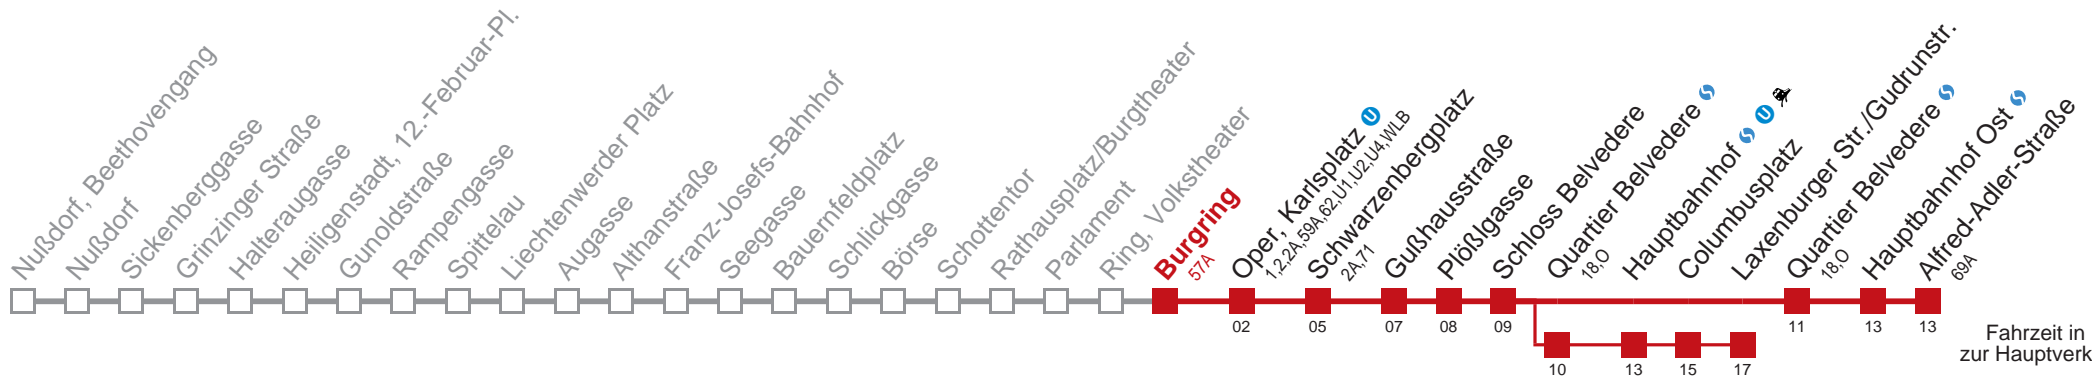 Nußdorf, Beethovengang
Nußdorf
Sickenberggasse
Grinzinger Straße
Halteraugasse
Heiligenstadt, 12.-Februar-Pl.
Gunoldstraße
Rampengasse
Spittelau
Liechtenwerder Platz
Augasse
Althanstraße
Franz-Josefs-Bahnhof
Seegasse
Bauernfeldplatz
Schlickgasse
Börse
Schottentor
Rathausplatz/Burgtheater
Parlament
Ring, Volkstheater
Burgring
57A
Oper, Karlsplatz U
1,2,2A,59A,62,U1,U2,U4,WLB
Schwarzenbergplatz
2A,71
Gußhausstraße
Plößlgasse
Schloss Belvedere
Quartier Belvedere S
18,O
Hauptbahnhof S U
Columbusplatz
Laxenburger Str./Gudrunstr.
Quartier Belvedere S
18,O
Hauptbahnhof Ost S
Alfred-Adler-Straße
69A
02
05
07
08
09
11
13
13
10
13
15
17
Fahrzeit in
zur Hauptverk